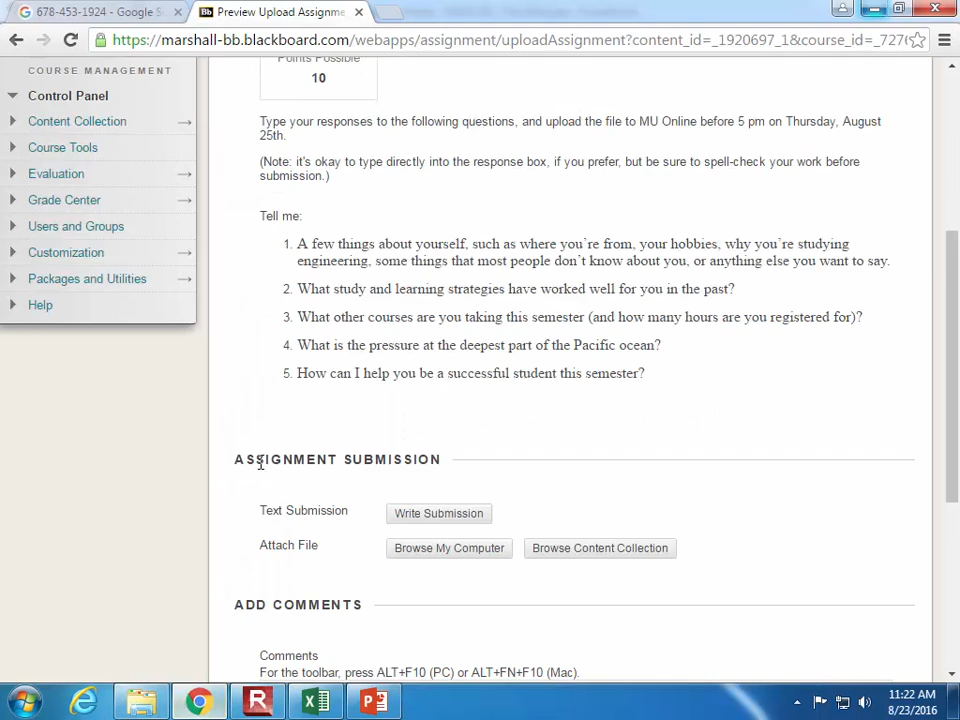 678-453-1924 - Google S
Preview Upload Assignme
https://marshall-bb.blackboard.com/webapps/assignment/uploadAssignment?content_id=_1920697_1&course_id=_727
COURSE MANAGEMENT
Control Panel
Content Collection
Course Tools
Evaluation
Grade Center
Users and Groups
Customization
Packages and Utilities
Help
Points Possible
10
Type your responses to the following questions, and upload the file to MU Online before 5 pm on Thursday, August
25th.
(Note: it's okay to type directly into the response box, if you prefer, but be sure to spell-check your work before
submission.)
Tell me:
1. A few things about yourself, such as where you're from, your hobbies, why you're studying
engineering, some things that most people don't know about you, or anything else you want to say.
2. What study and learning strategies have worked well for you in the past?
3. What other courses are you taking this semester (and how many hours are you registered for)?
4. What is the pressure at the deepest part of the Pacific ocean?
5. How can I help you be a successful student this semester?
ASSIGNMENT SUBMISSION
Text Submission
Write Submission
Attach File
Browse My Computer
Browse Content Collection
ADD COMMENTS
Comments
For the toolbar, press ALT+F10 (PC) or ALT+FN+F10 (Mac).
11:22 AM
8/23/2016